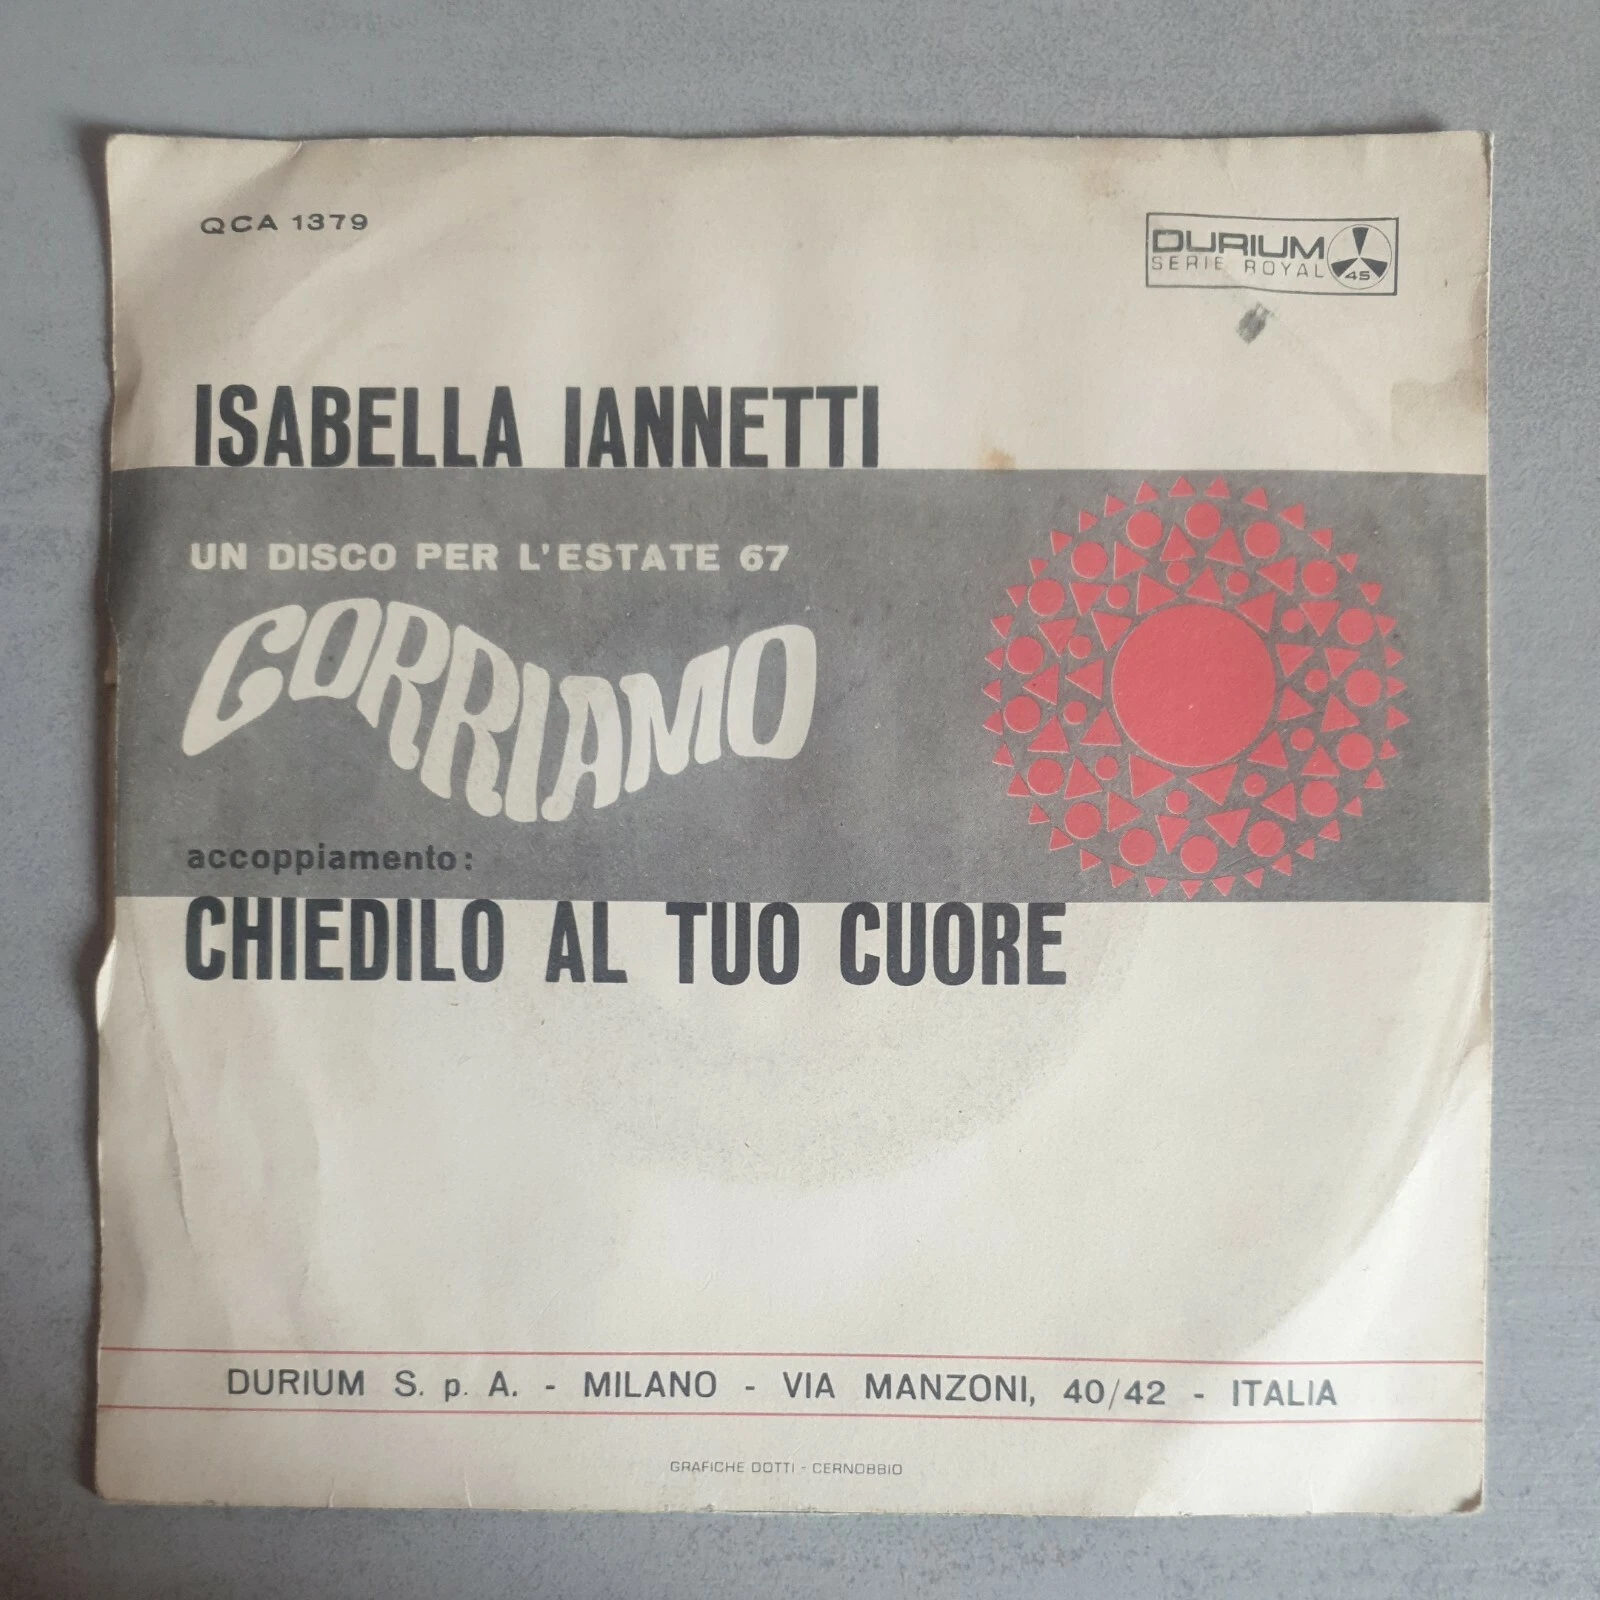 QCA 1379
DURIUM
SERIE ROYAL
45
ISABELLA IANNETTI
UN DISCO PER L'ESTATE 67
CORRIAMO
accoppiamento:
CHIEDILO AL TUO CUORE
DURIUM S. p. A. - MILANO - VIA MANZONI, 40/42 - ITALIA
GRAFICHE DOTTI - CERNOBBIO